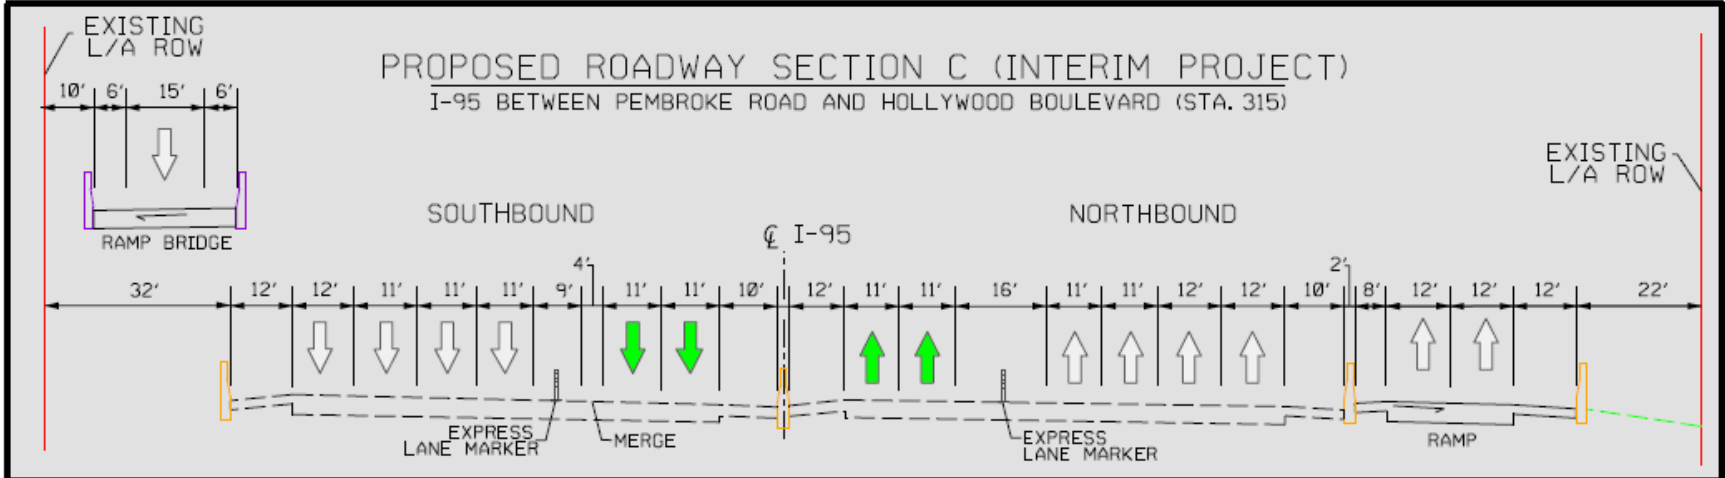 EXISTING
L/A ROW
PROPOSED ROADWAY SECTION C (INTERIM PROJECT)
I-95 BETWEEN PEMBROKE ROAD AND HOLLYWOOD BOULEVARD (STA. 315)
10' 6' 15' 6'
EXISTING
L/A ROW
RAMP BRIDGE
SOUTHBOUND
NORTHBOUND
℄ I-95
4'
2'
32' 12' 12' 11' 11' 11' 9' 11' 11' 10' 12' 11' 11' 16' 11' 11' 12' 12' 10' 8' 12' 12' 12' 22'
EXPRESS
LANE MARKER
MERGE
EXPRESS
LANE MARKER
RAMP